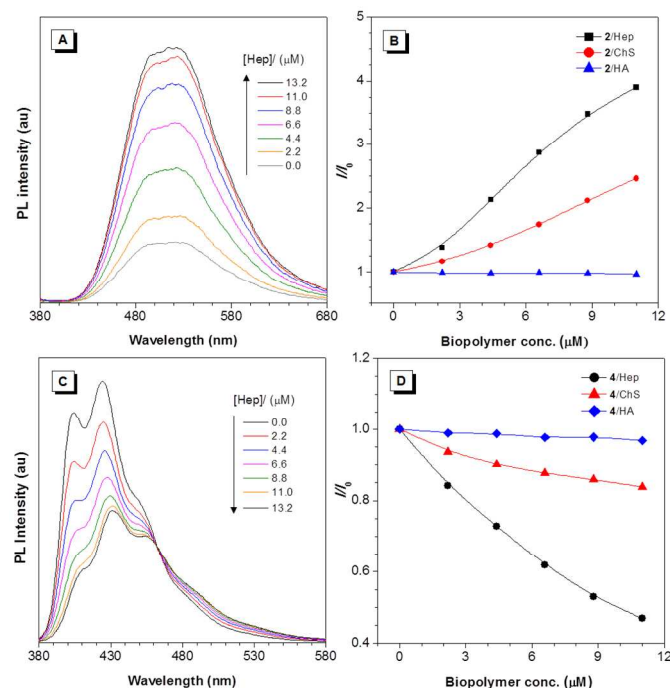 A
[Hep]/ (μM)
13.2
11.0
8.8
6.6
4.4
2.2
0.0
PL intensity (au)
380 480 580 680
Wavelength (nm)
B
2/Hep
2/ChS
2/HA
5
4
3
2
1
0
I/I0
0 3 6 9 12
Biopolymer conc. (μM)
C
[Hep]/ (μM)
0.0
2.2
4.4
6.6
8.8
11.0
13.2
PL Intensity (au)
380 430 480 530 580
Wavelength (nm)
D
4/Hep
4/ChS
4/HA
1.2
1.0
0.8
0.6
0.4
I/I0
0 3 6 9 12
Biopolymer conc. (μM)